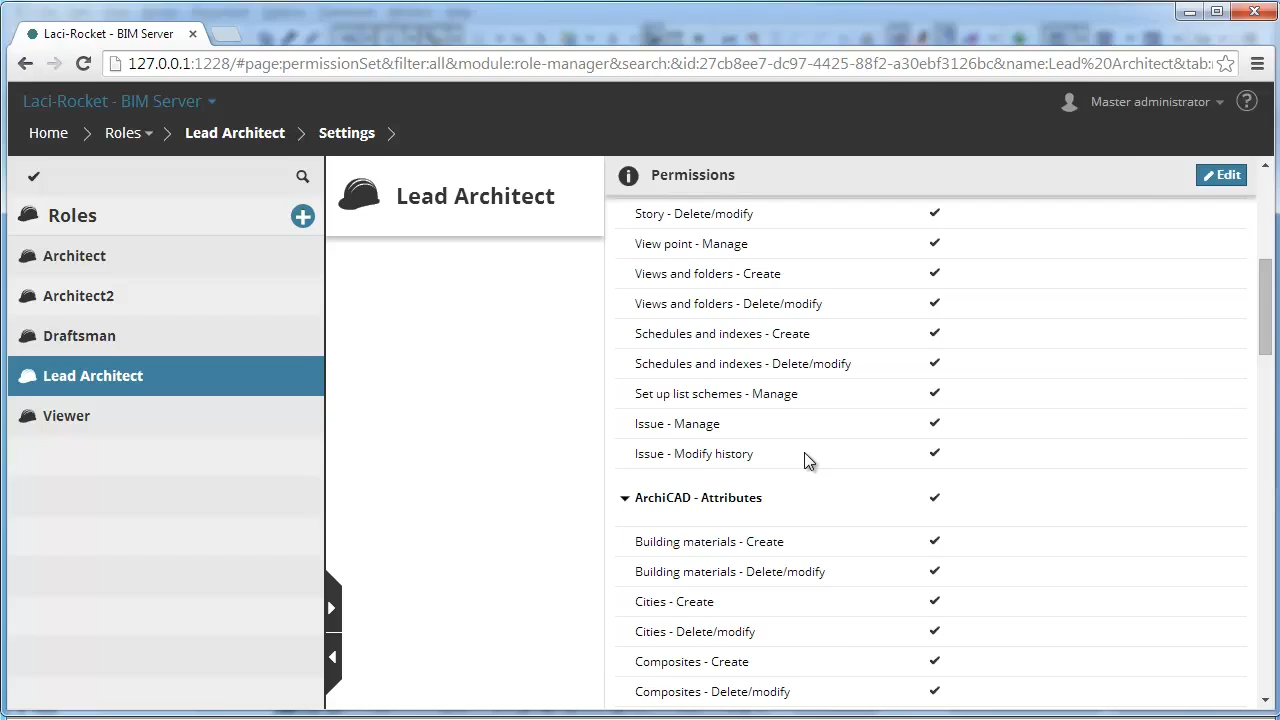 Laci-Rocket - BIM Server
127.0.0.1:1228/#page:permissionSet&filter:all&module:role-manager&search:&id:27cb8ee7-dc97-4425-88f2-a30ebf3126bc&name:Lead%20Architect&tab:
Laci-Rocket - BIM Server
Master administrator
Home
Roles
Lead Architect
Settings
Roles
Architect
Architect2
Draftsman
Lead Architect
Viewer
Lead Architect
Permissions
Edit
Story - Delete/modify
View point - Manage
Views and folders - Create
Views and folders - Delete/modify
Schedules and indexes - Create
Schedules and indexes - Delete/modify
Set up list schemes - Manage
Issue - Manage
Issue - Modify history
ArchiCAD - Attributes
Building materials - Create
Building materials - Delete/modify
Cities - Create
Cities - Delete/modify
Composites - Create
Composites - Delete/modify